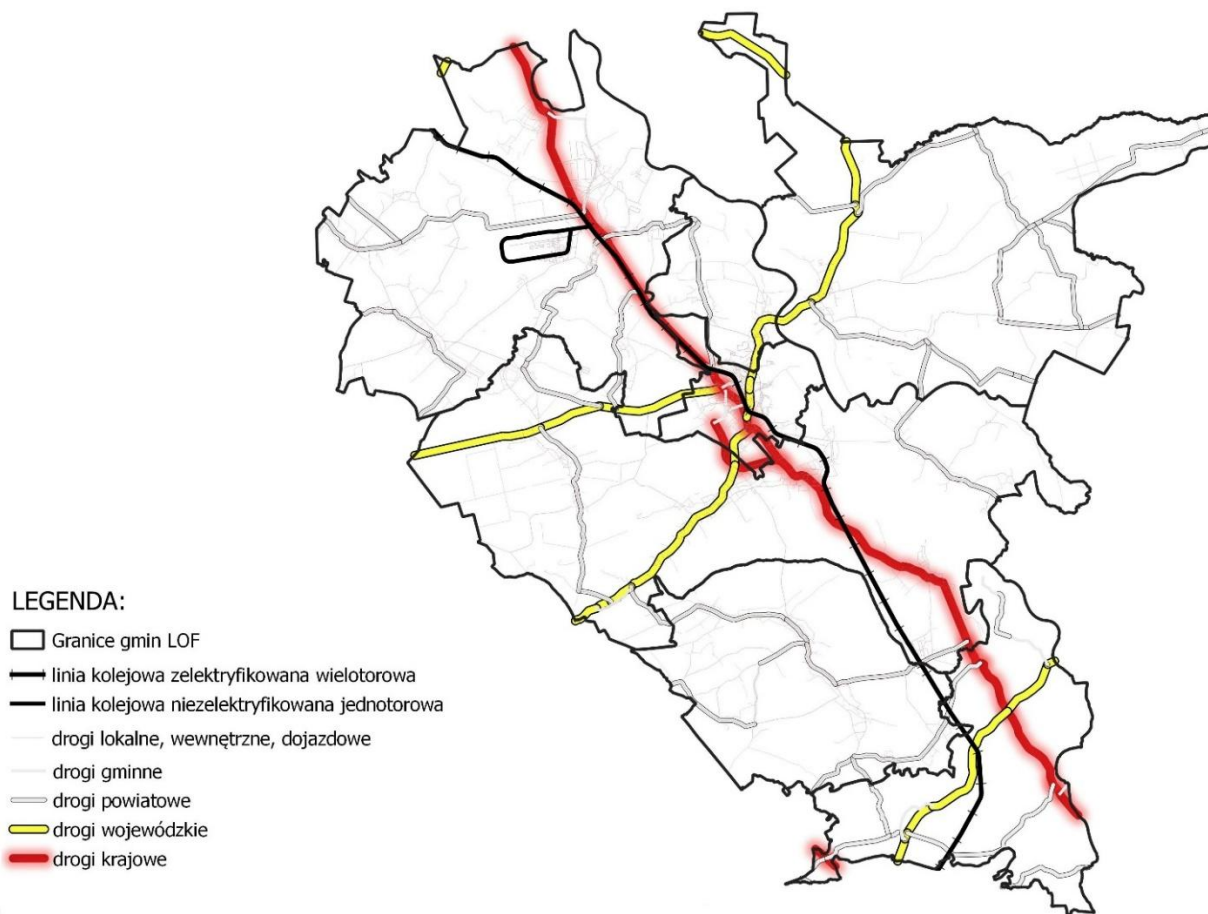 LEGENDA:
Granice gmin LOF
linia kolejowa zelektryfikowana wielotorowa
linia kolejowa niezelektryfikowana jednotorowa
drogi lokalne, wewnętrzne, dojazdowe
drogi gminne
drogi powiatowe
drogi wojewódzkie
drogi krajowe